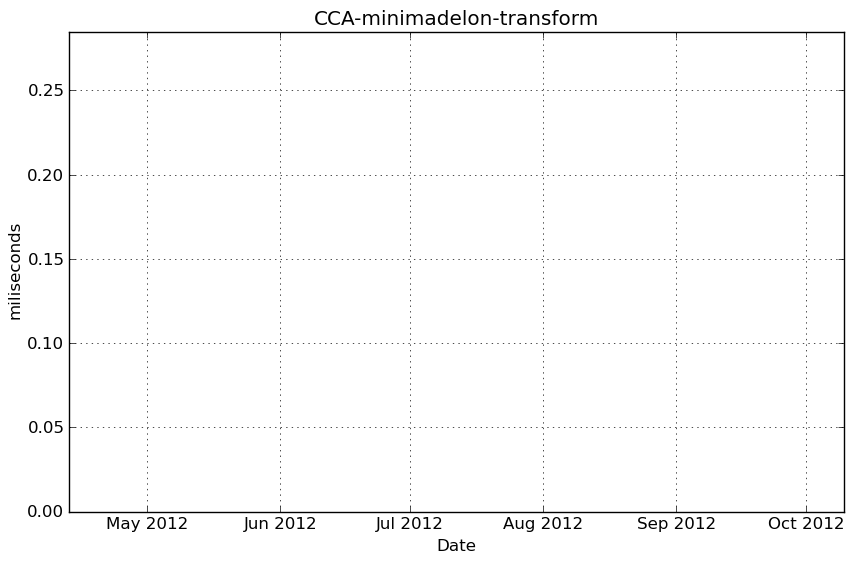 CCA-minimadelon-transform
0.25
0.20
0.15
0.10
0.05
0.00
miliseconds
May 2012 Jun 2012 Jul 2012 Aug 2012 Sep 2012 Oct 2012
Date